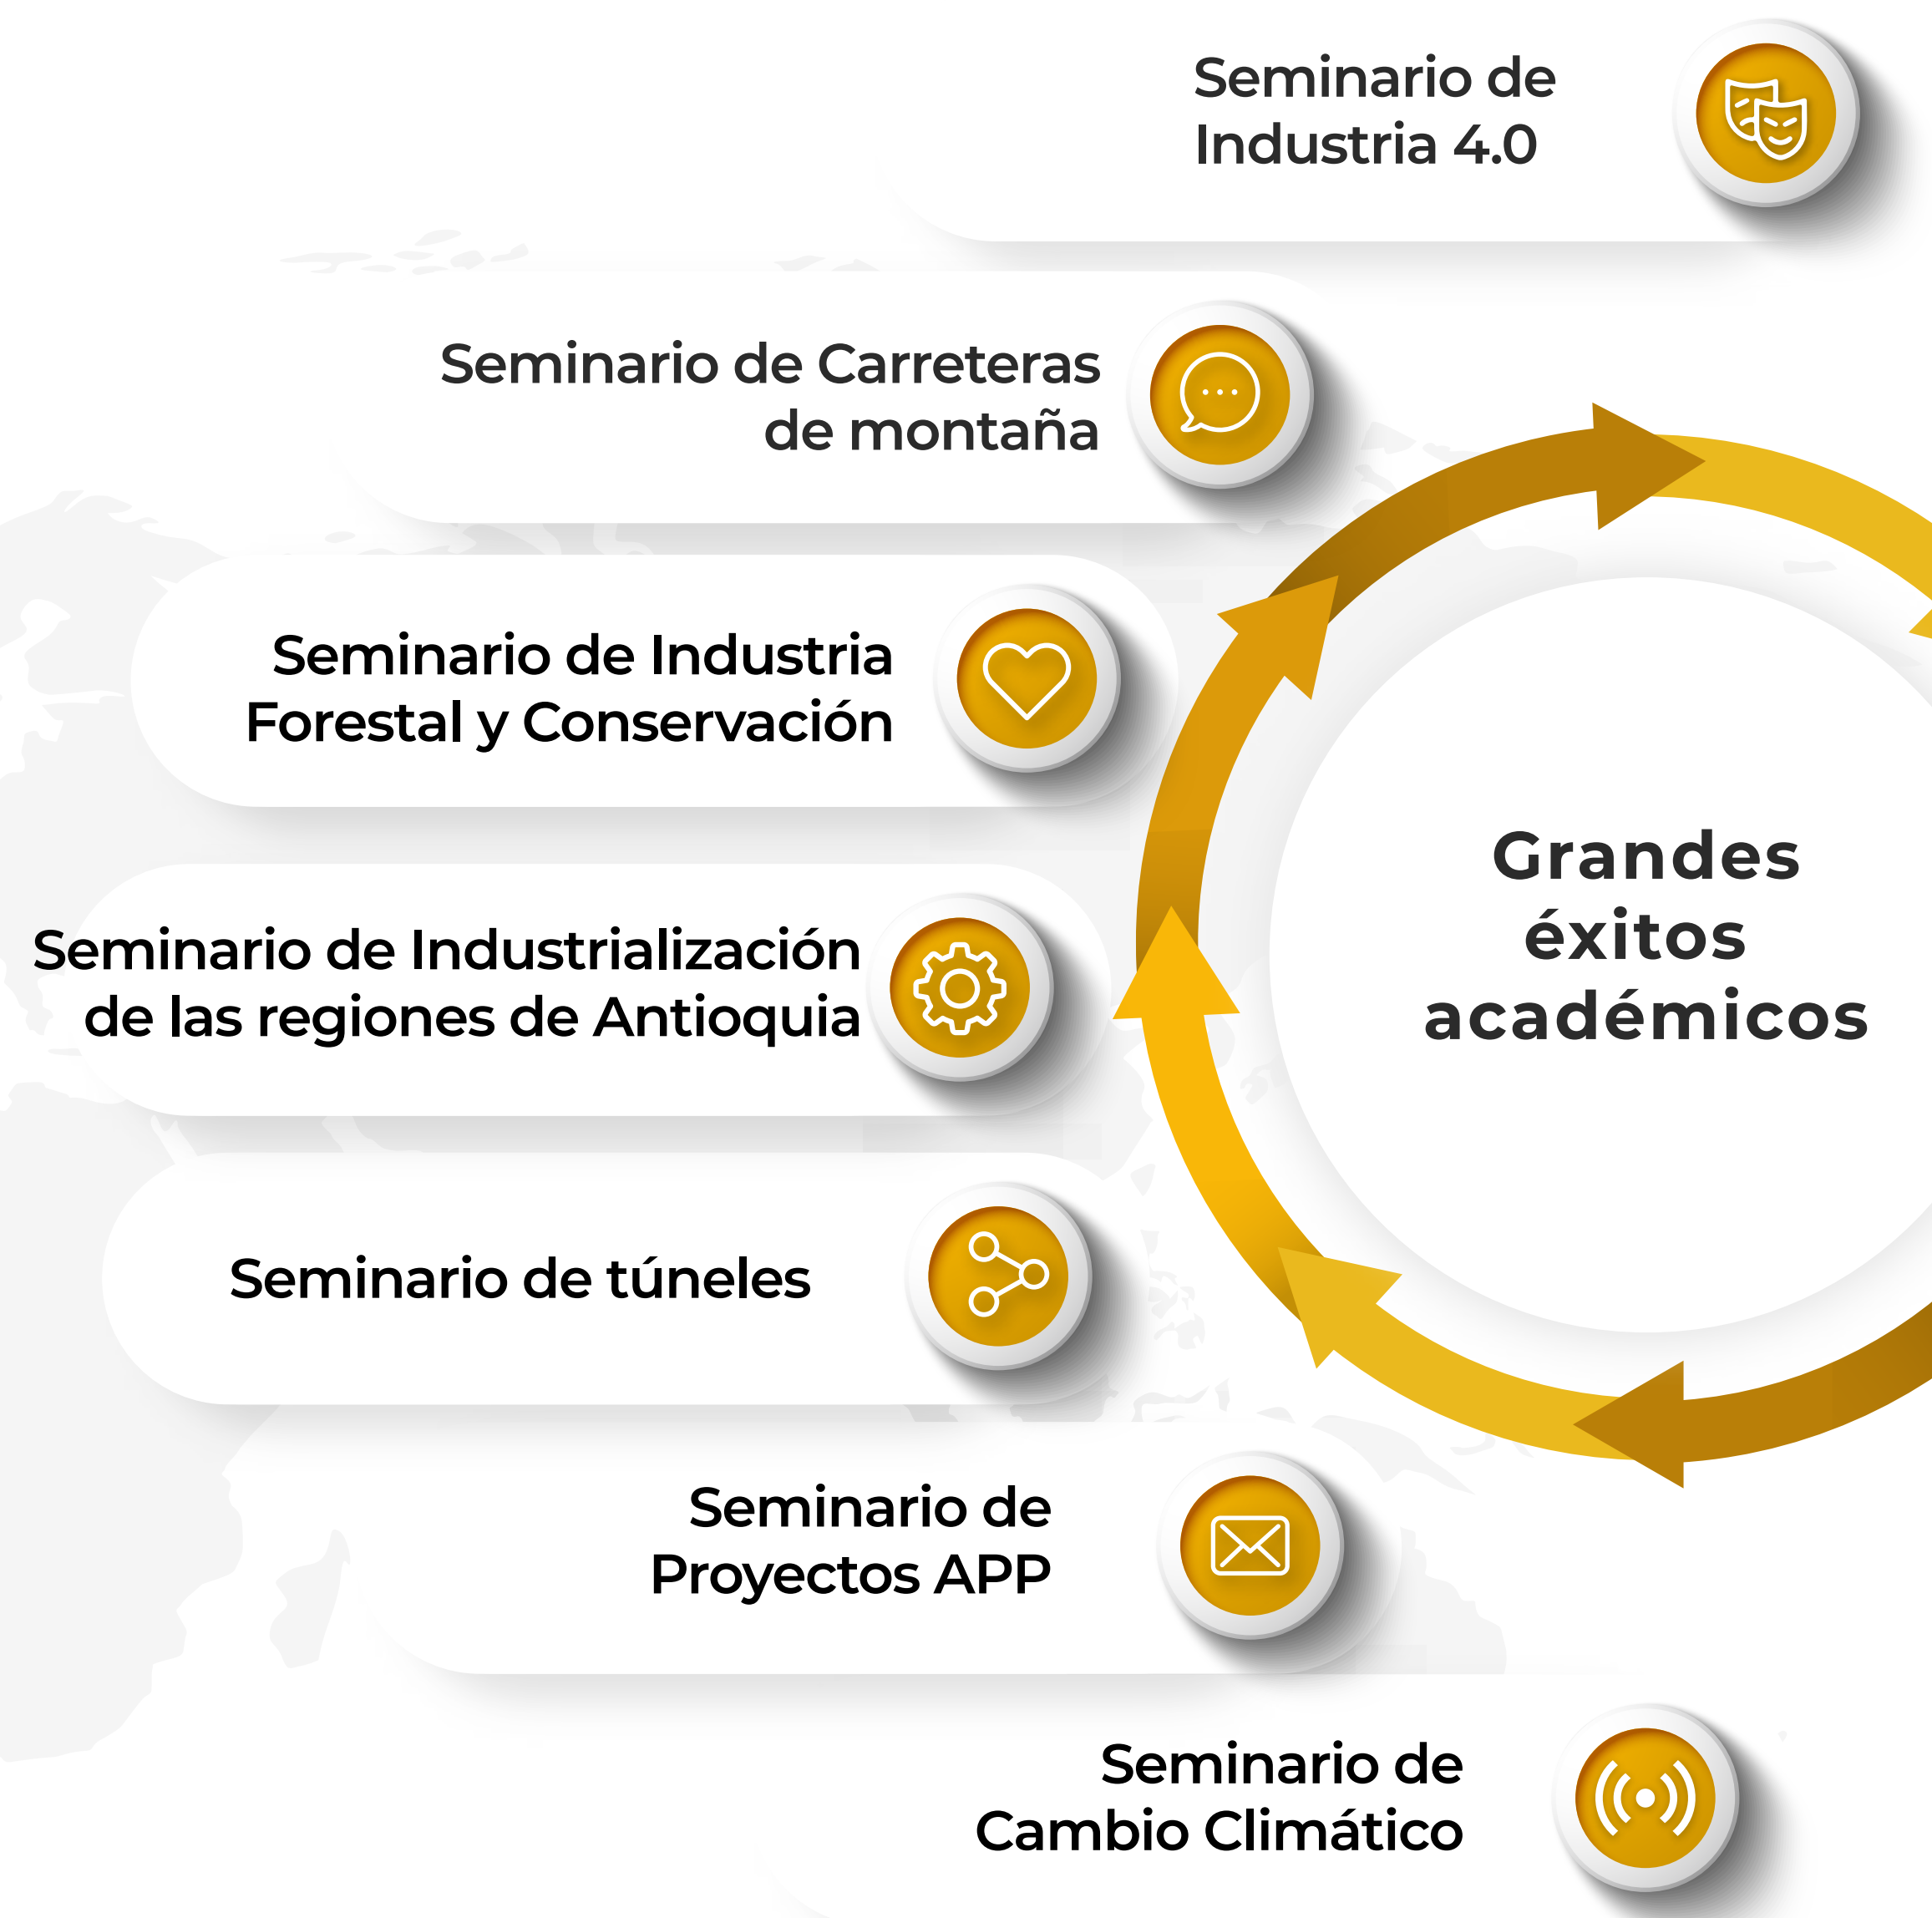 Seminario de
Industria 4.0
Seminario de Carreteras
de montaña
Seminario de Industria
Forestal y Conservación
Seminario de Industrialización
de las regiones de Antioquia
Seminario de túneles
Seminario de
Proyectos APP
Seminario de
Cambio Climático
Grandes
éxitos
académicos